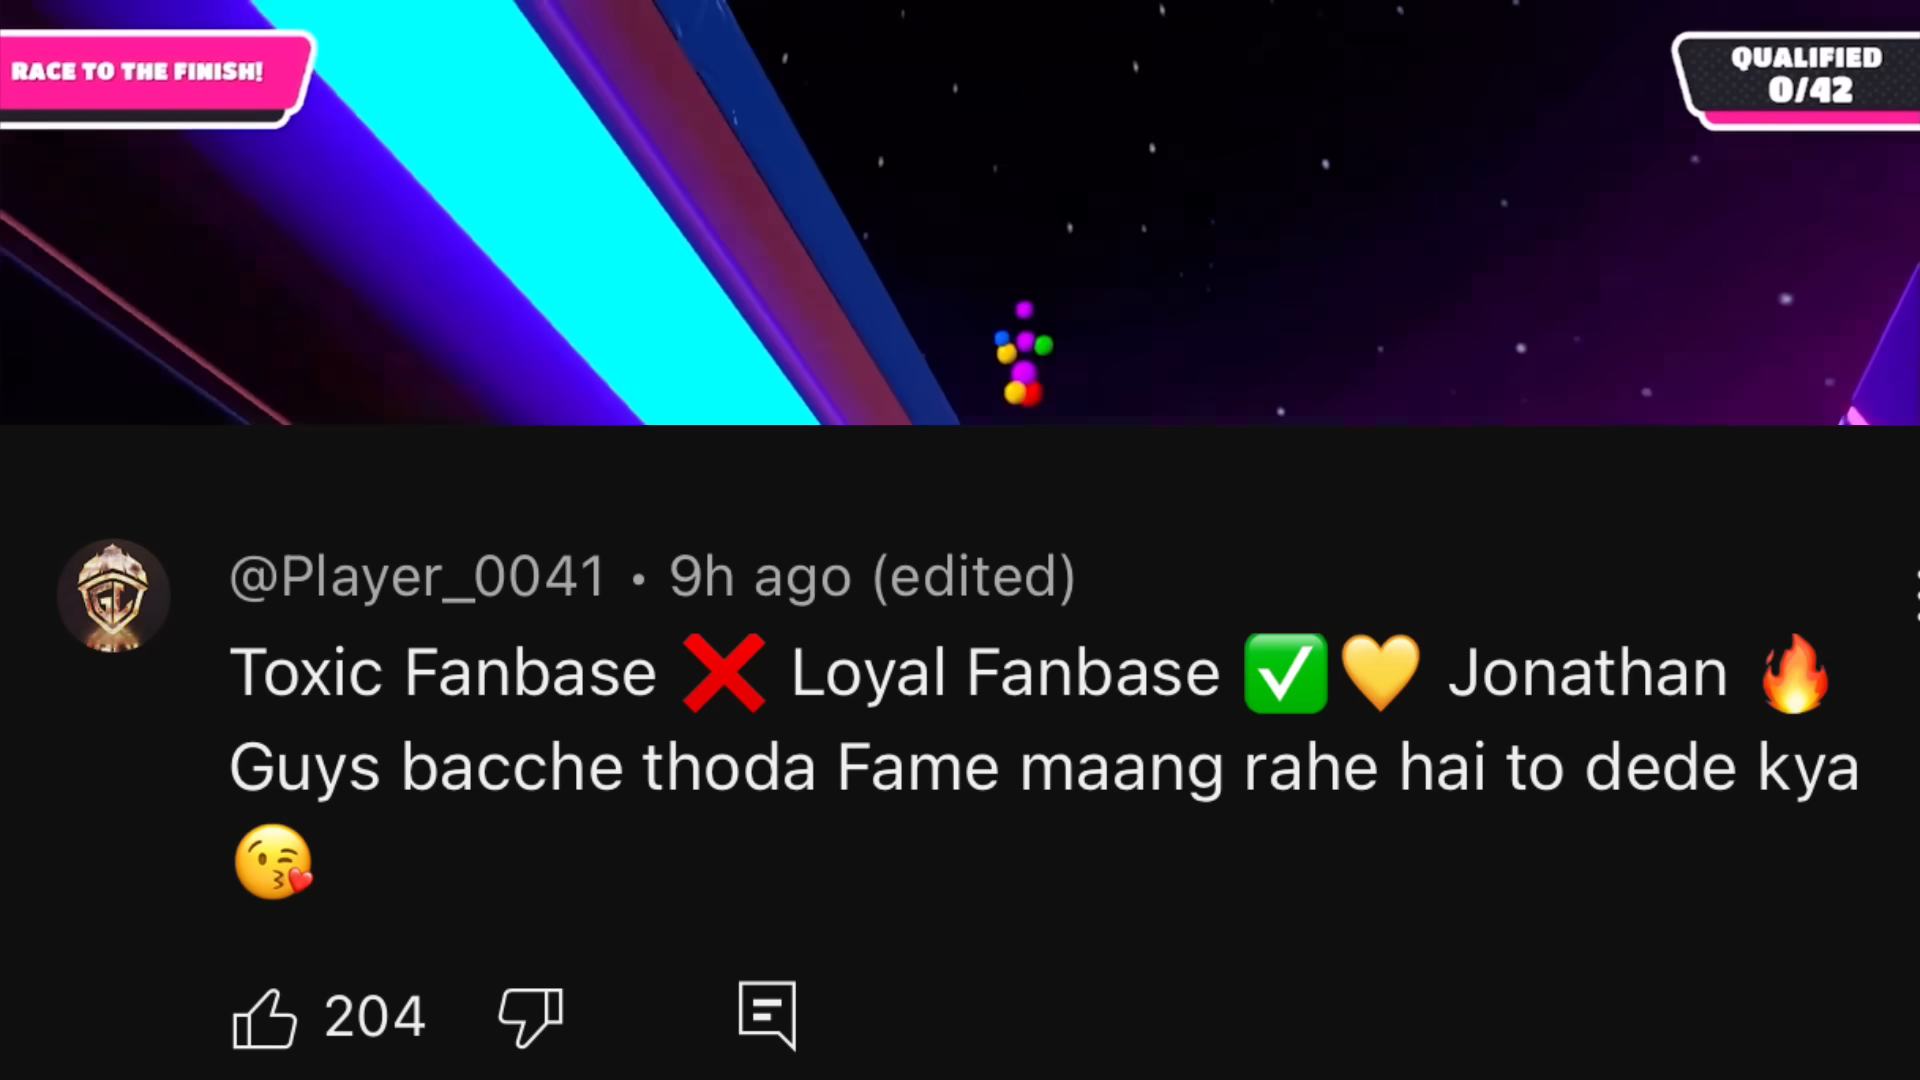 RACE TO THE FINISH!
QUALIFIED
0/42
@Player_0041 • 9h ago (edited)
Toxic Fanbase ❌ Loyal Fanbase ✅💛 Jonathan 🔥
Guys bacche thoda Fame maang rahe hai to dede kya
😘
204